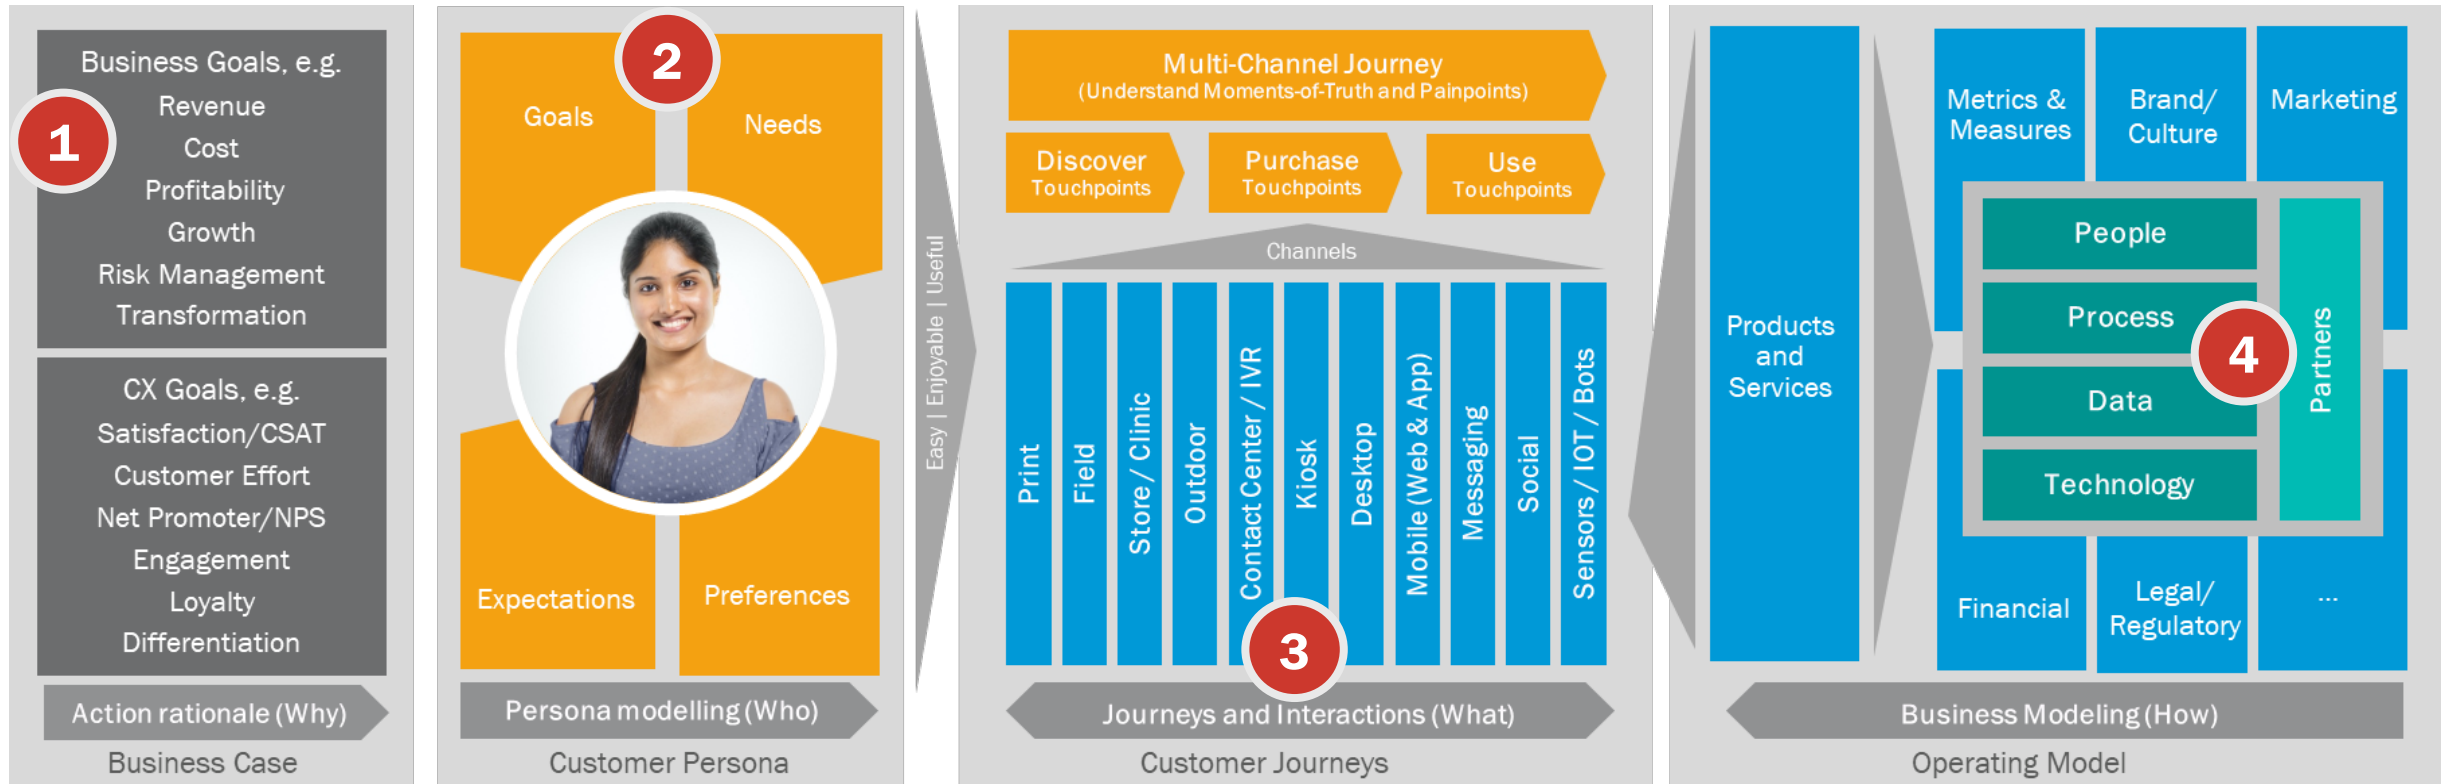 1
Business Goals, e.g.
Revenue
Cost
Profitability
Growth
Risk Management
Transformation
CX Goals, e.g.
Satisfaction/CSAT
Customer Effort
Net Promoter/NPS
Engagement
Loyalty
Differentiation
Action rationale (Why)
Business Case
2
Goals
Needs
Expectations
Preferences
Persona modelling (Who)
Customer Persona
Easy | Enjoyable | Useful
Multi-Channel Journey
(Understand Moments-of-Truth and Painpoints)
Discover
Touchpoints
Purchase
Touchpoints
Use
Touchpoints
Channels
Print
Field
Store / Clinic
Outdoor
Contact Center / IVR
Kiosk
Desktop
Mobile (Web & App)
Messaging
Social
Sensors / IOT / Bots
3
Journeys and Interactions (What)
Customer Journeys
Products
and
Services
Metrics &
Measures
Brand/
Culture
Marketing
People
Process
Data
Technology
Partners
4
Financial
Legal/
Regulatory
...
Business Modeling (How)
Operating Model